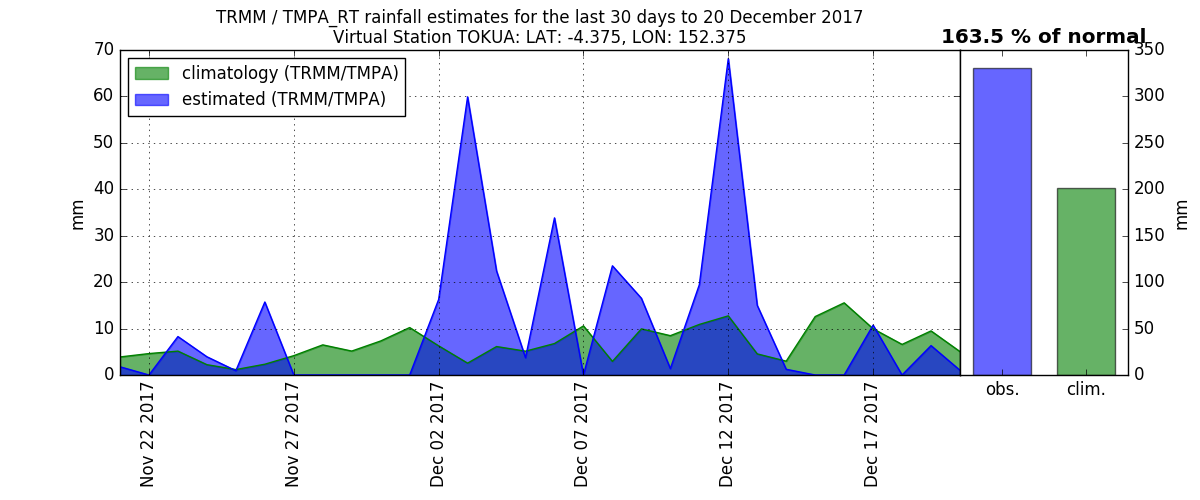 TRMM / TMPA_RT rainfall estimates for the last 30 days to 20 December 2017
Virtual Station TOKUA: LAT: -4.375, LON: 152.375
163.5 % of normal
climatology (TRMM/TMPA)
estimated (TRMM/TMPA)
70
60
50
40
30
20
10
0
mm
Nov 22 2017
Nov 27 2017
Dec 02 2017
Dec 07 2017
Dec 12 2017
Dec 17 2017
350
300
250
200
150
100
50
0
mm
obs.
clim.